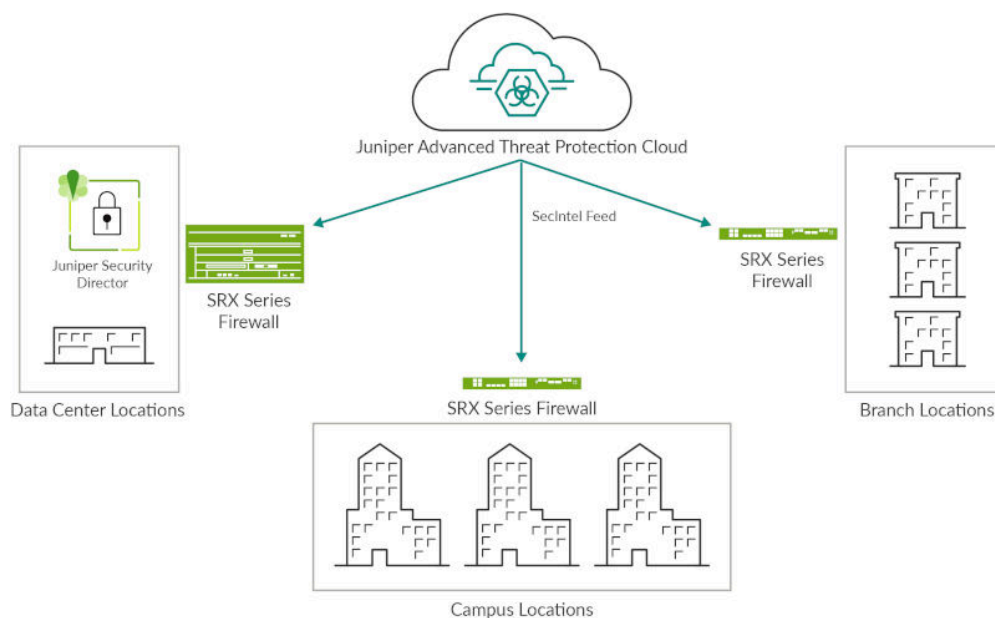 Juniper Advanced Threat Protection Cloud
SecIntel Feed
Juniper Security
Director
SRX Series
Firewall
Data Center Locations
SRX Series
Firewall
Branch Locations
SRX Series Firewall
Campus Locations